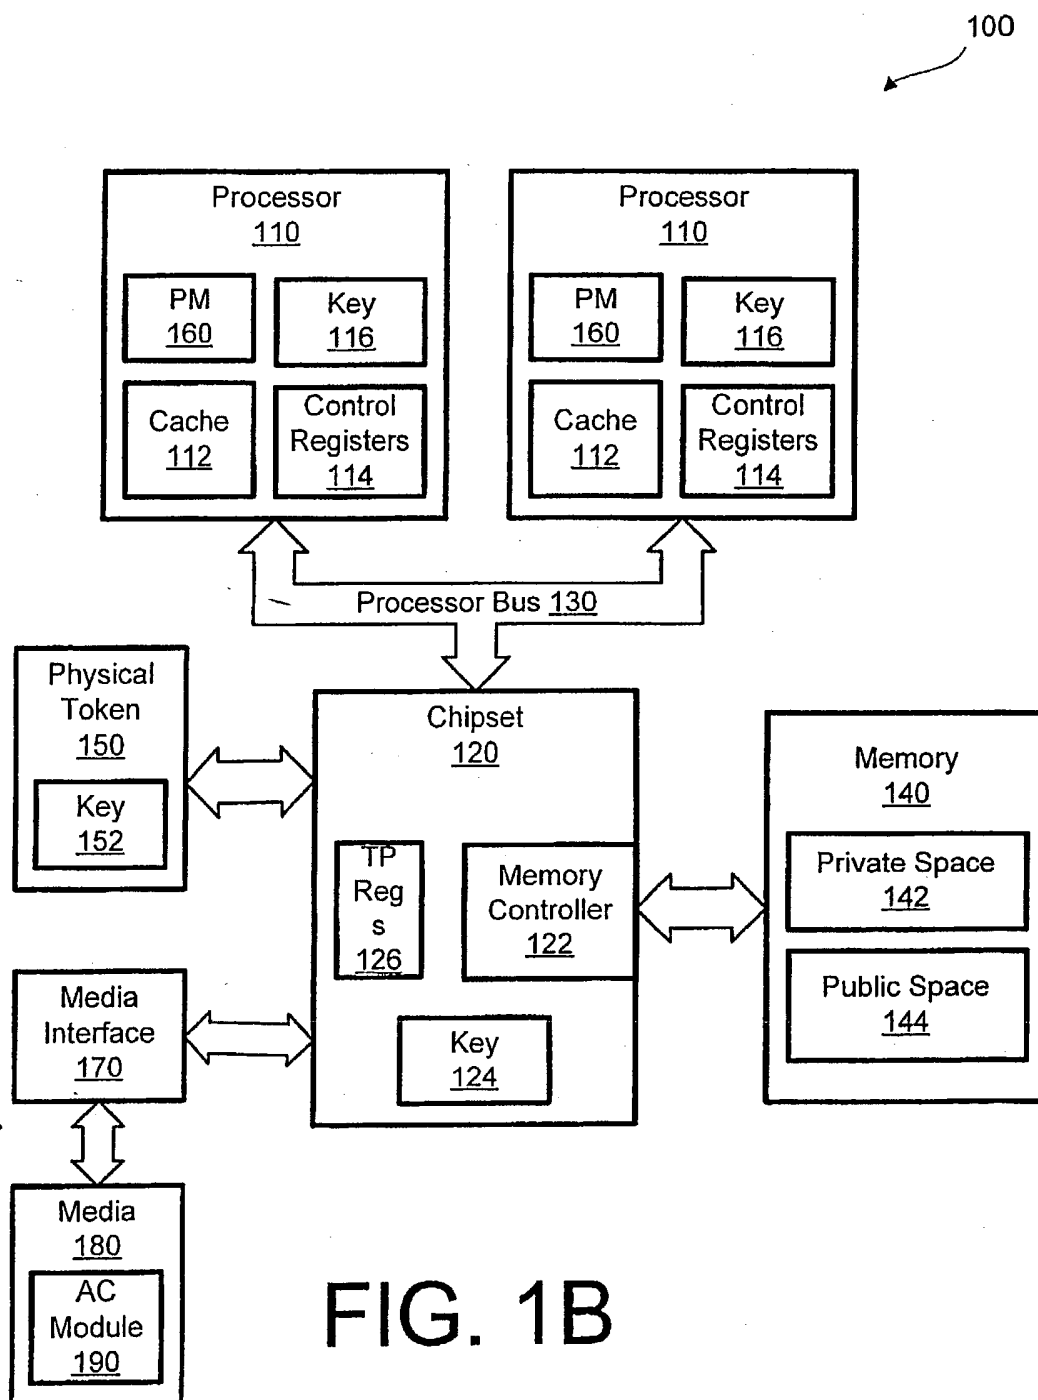 100
Processor
110
PM
160
Key
116
Cache
112
Control
Registers
114
Processor
110
PM
160
Key
116
Cache
112
Control
Registers
114
Processor Bus 130
Physical
Token
150
Key
152
Chipset
120
TP
Reg
s
126
Memory
Controller
122
Key
124
Memory
140
Private Space
142
Public Space
144
Media
Interface
170
Media
180
AC
Module
190
FIG. 1B